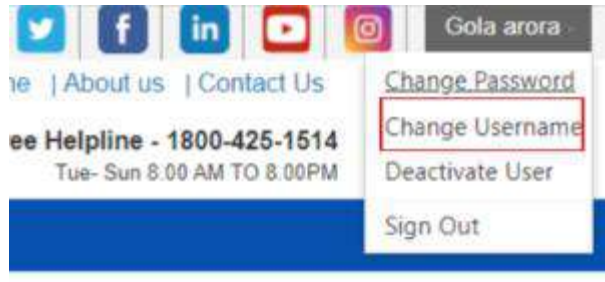 Gola arora
| About us | Contact Us
Change Password
ee Helpline - 1800-425-1514
Change Username
Tue- Sun 8:00 AM TO 8:00PM
Deactivate User
Sign Out